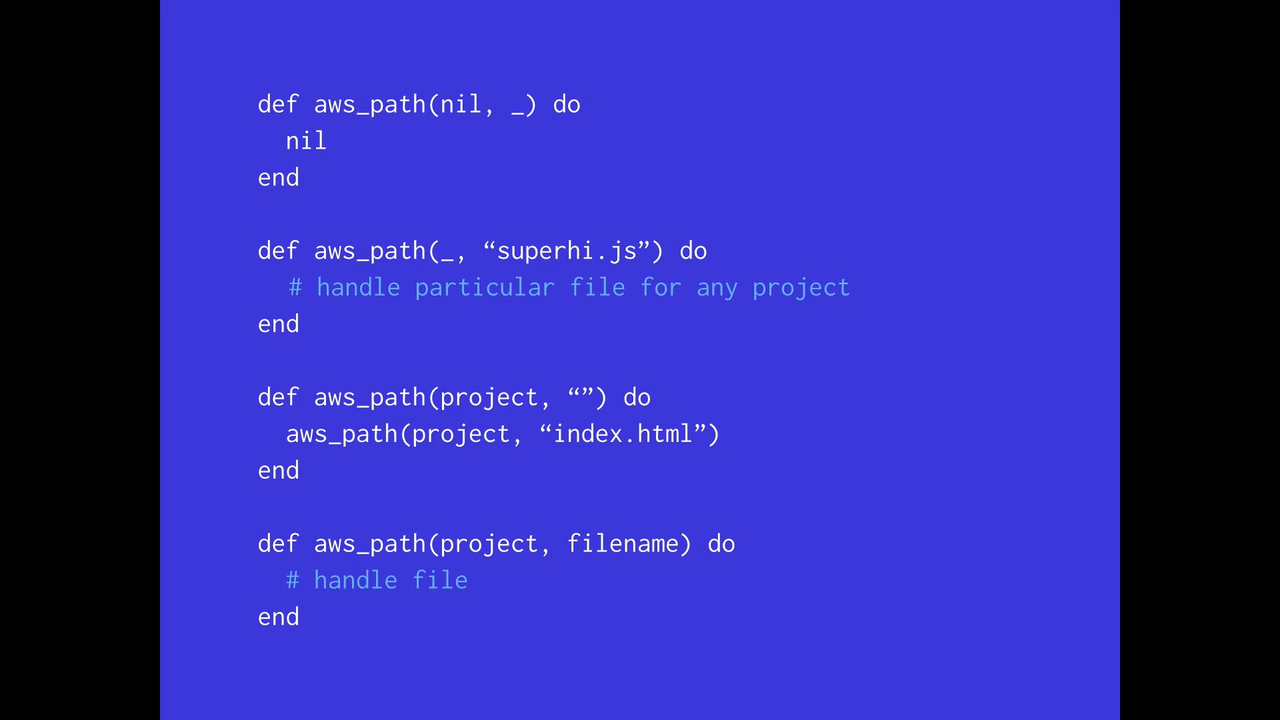 def aws_path(nil, _) do
  nil
end

def aws_path(_, “superhi.js”) do
  # handle particular file for any project
end

def aws_path(project, “”) do
  aws_path(project, “index.html”)
end

def aws_path(project, filename) do
  # handle file
end